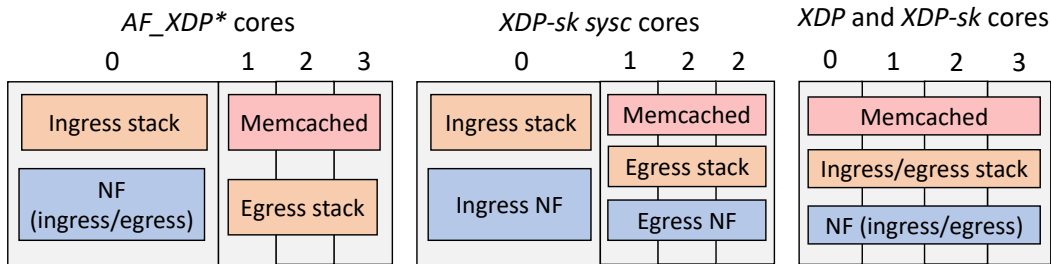 AF_XDP* cores
0 1 2 3
Ingress stack
Memcached
NF
(ingress/egress)
Egress stack
XDP-sk sysc cores
0 1 2 2
Ingress stack
Memcached
Egress stack
Ingress NF
Egress NF
XDP and XDP-sk cores
0 1 2 3
Memcached
Ingress/egress stack
NF (ingress/egress)